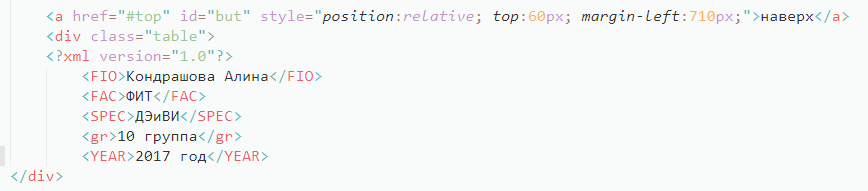 <a href="#top" id="but" style="position:relative; top:60px; margin-left:710px;">наверх</a>
<div class="table">
<?xml version="1.0"?>
<FIO>Кондрашова Алина</FIO>
<FAC>ФИТ</FAC>
<SPEC>ДЭиВИ</SPEC>
<gr>10 группа</gr>
<YEAR>2017 год</YEAR>
</div>